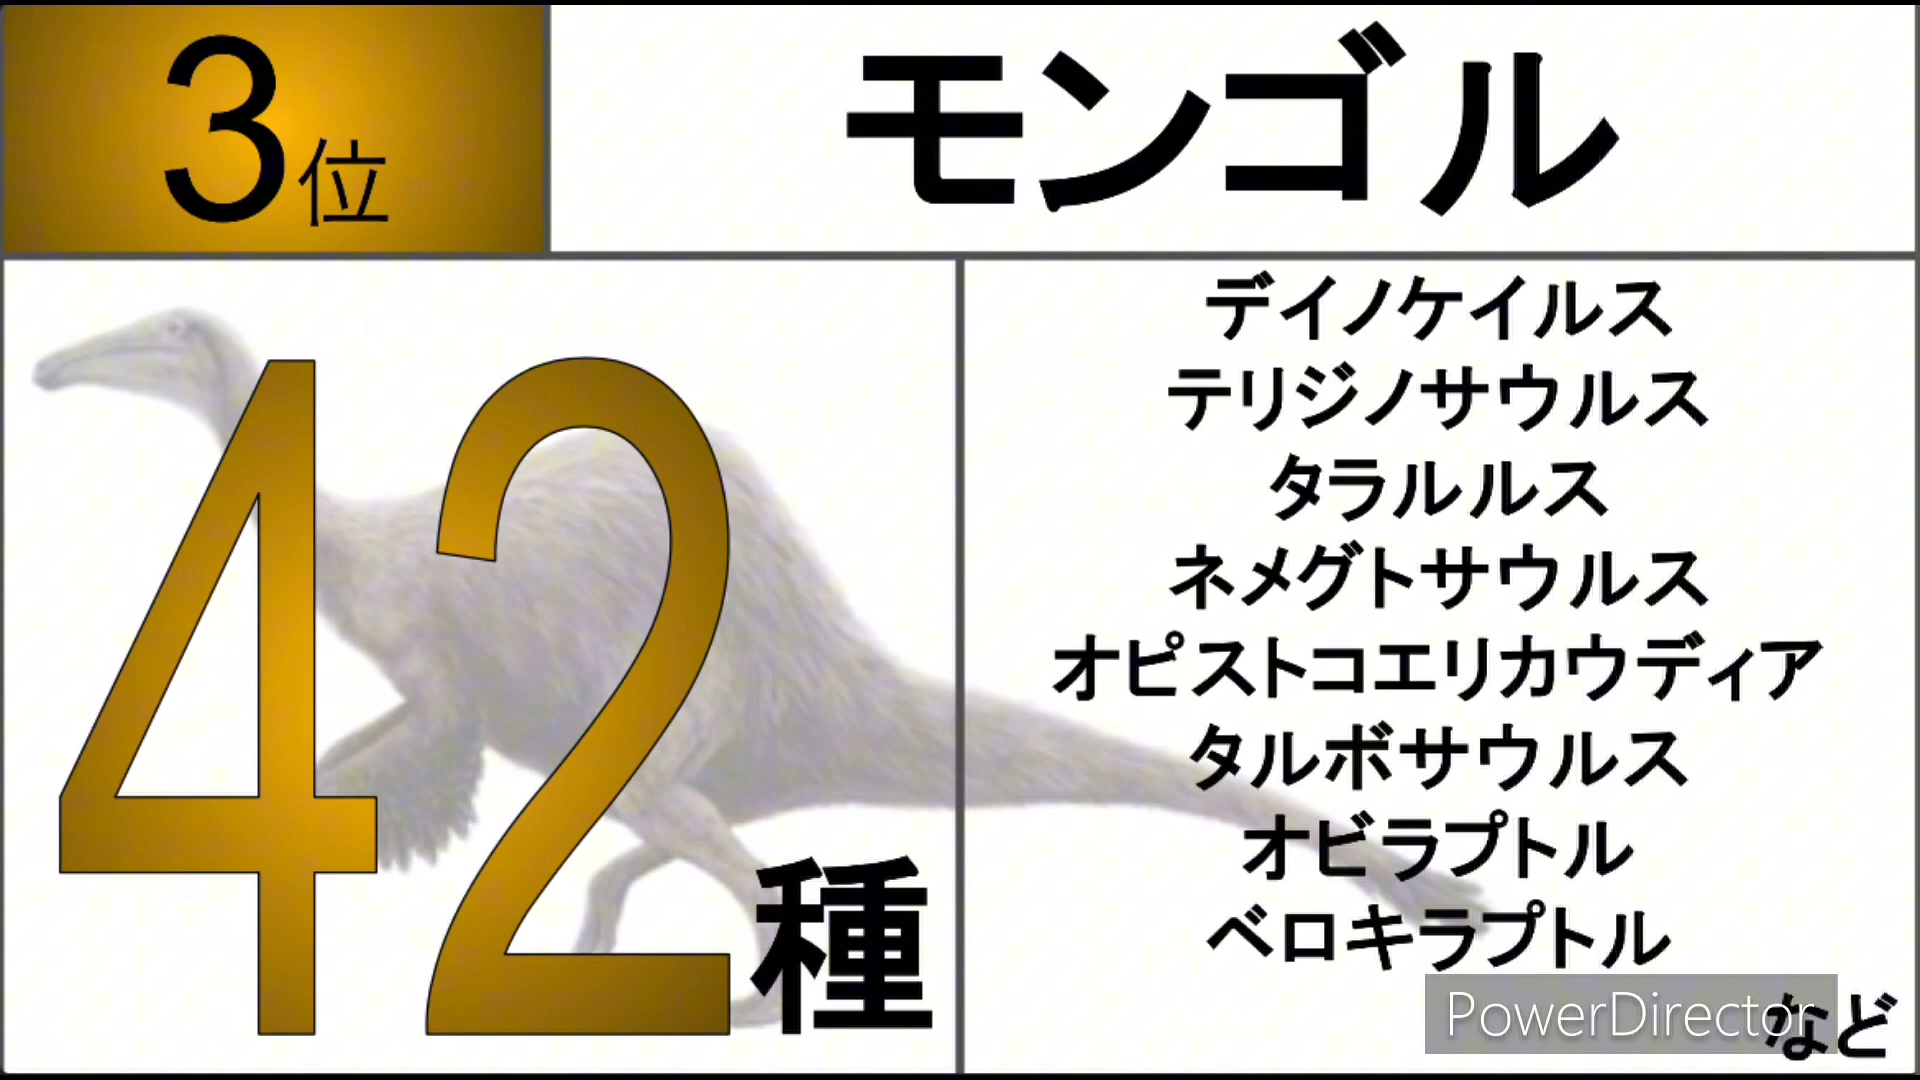 3位
モンゴル
42種
デイノケイルス
テリジノサウルス
タラルルス
ネメグトサウルス
オピストコエリカウディア
タルボサウルス
オビラプトル
ベロキラプトル
など
PowerDirector